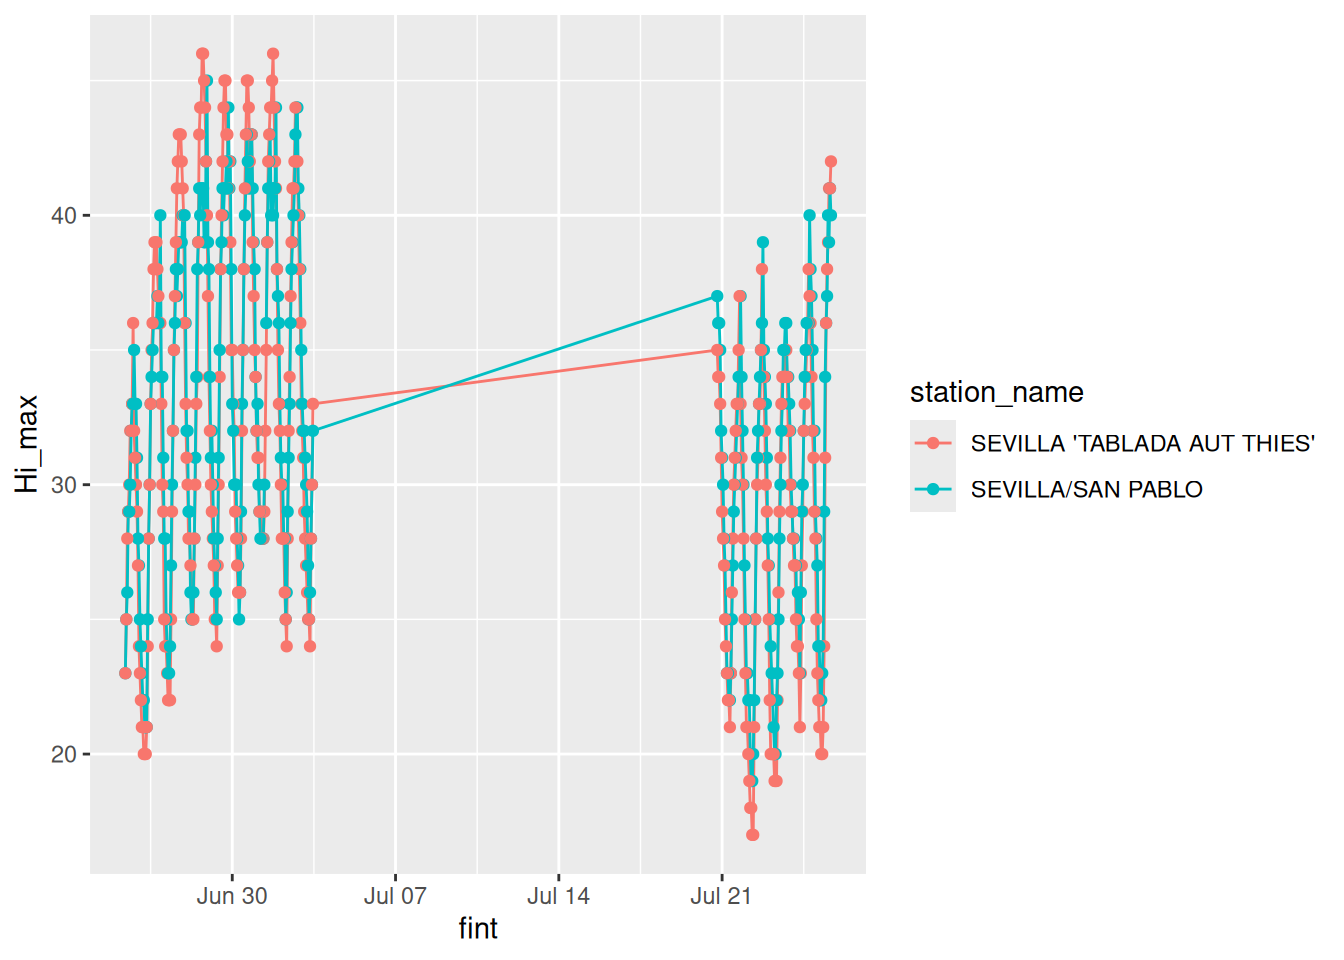 Hi_max
40
30
20
Jun 30
Jul 07
Jul 14
Jul 21
fint
station_name
SEVILLA 'TABLADA AUT THIES'
SEVILLA/SAN PABLO